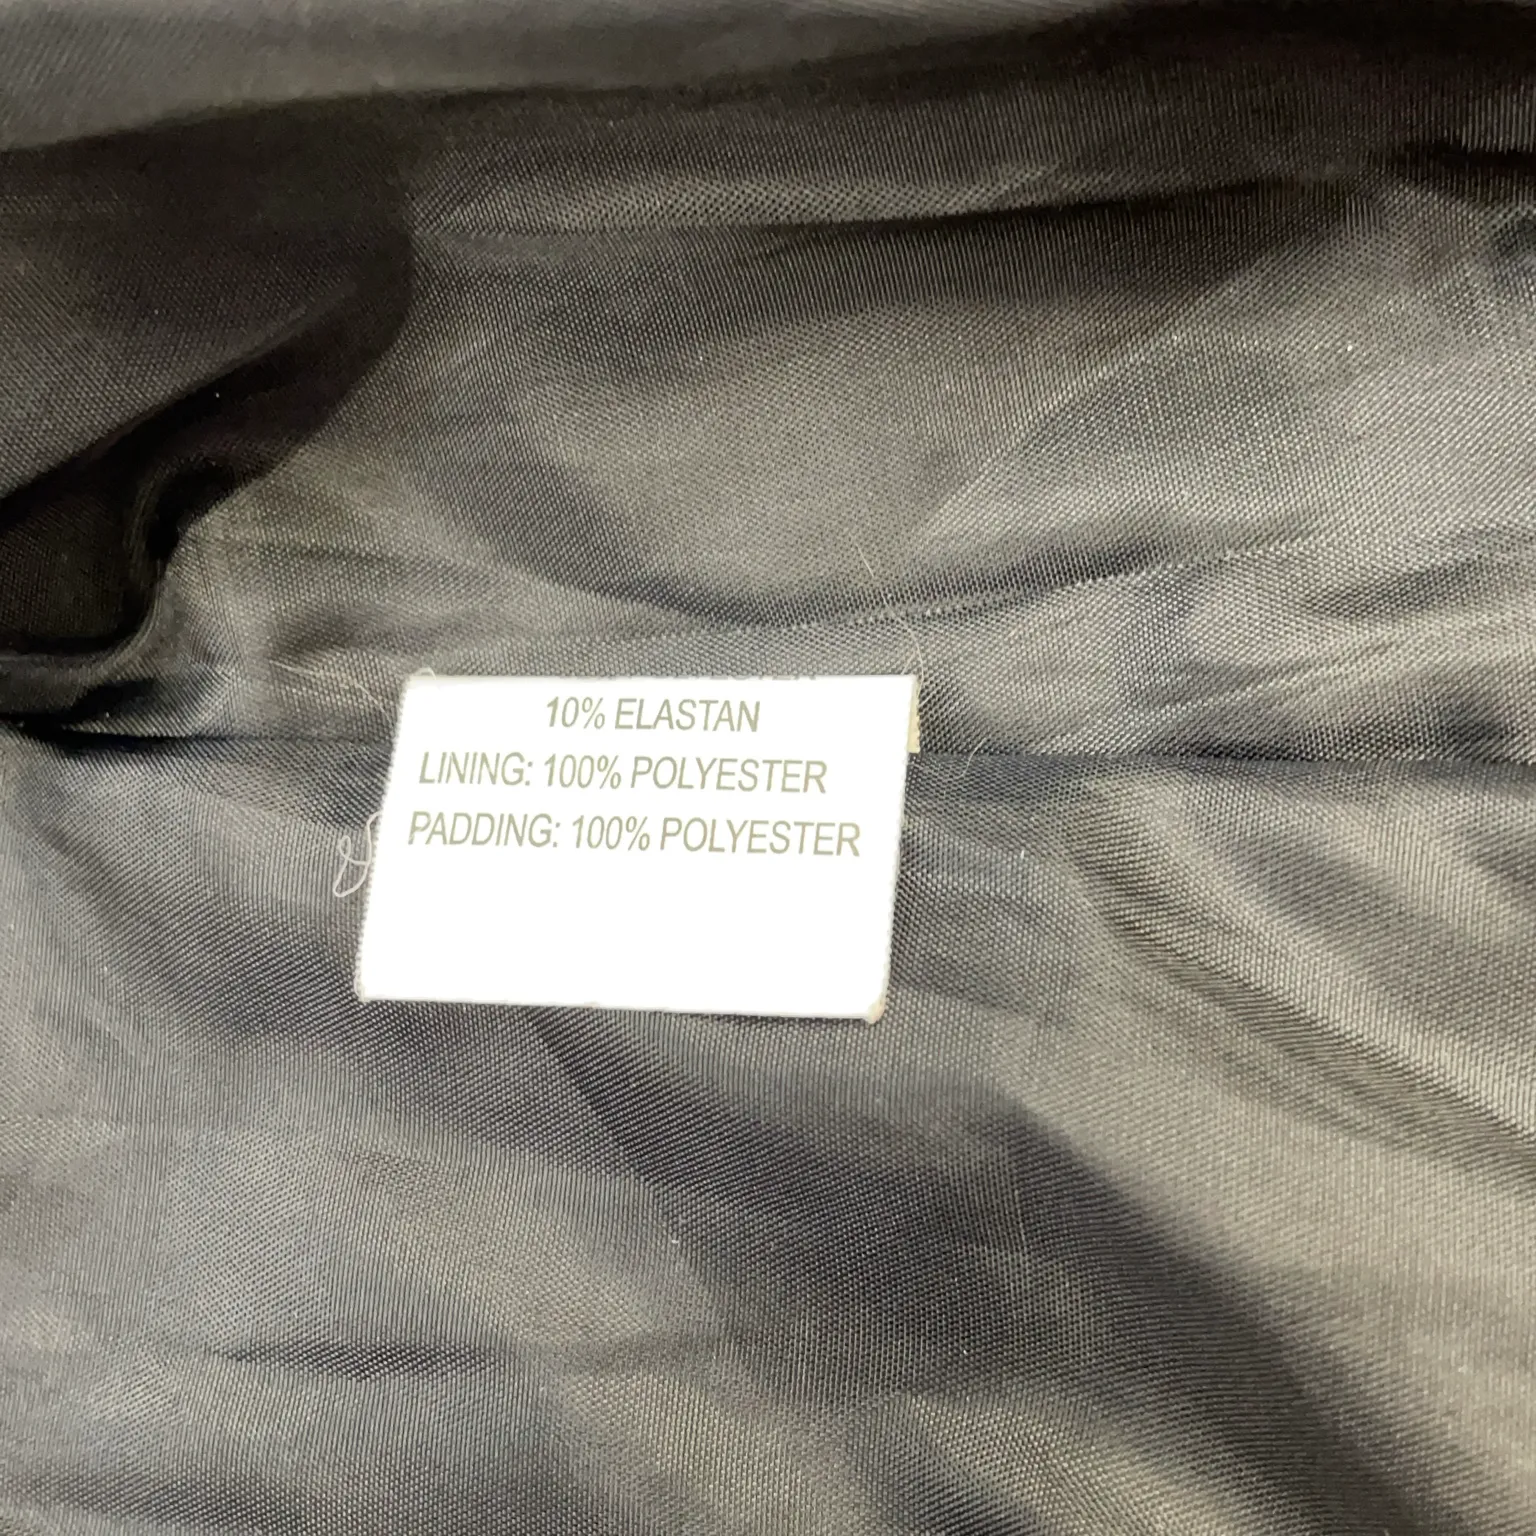 10% ELASTAN
LINING: 100% POLYESTER
PADDING: 100% POLYESTER